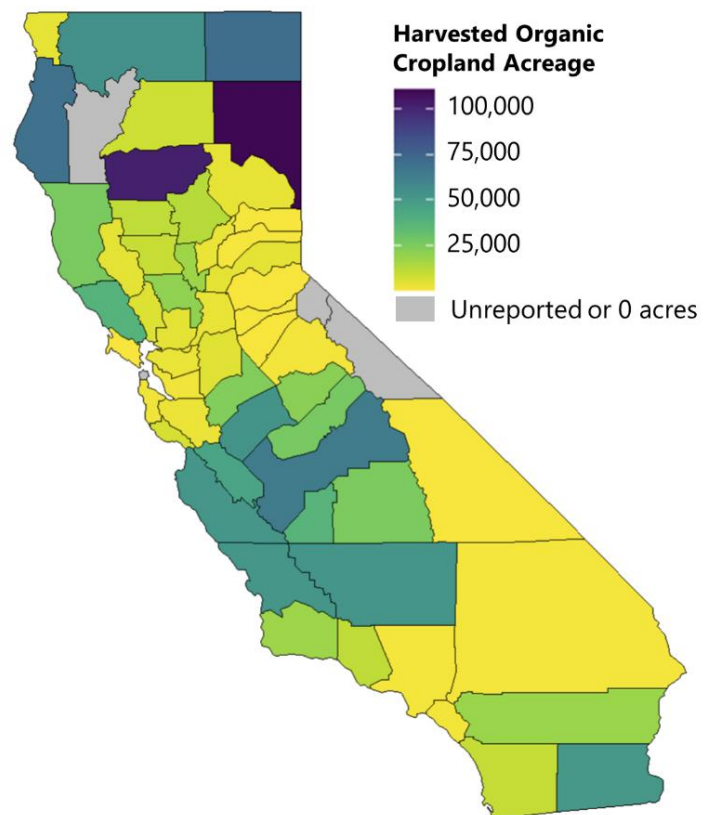 Harvested Organic
Cropland Acreage
100,000
75,000
50,000
25,000
Unreported or 0 acres